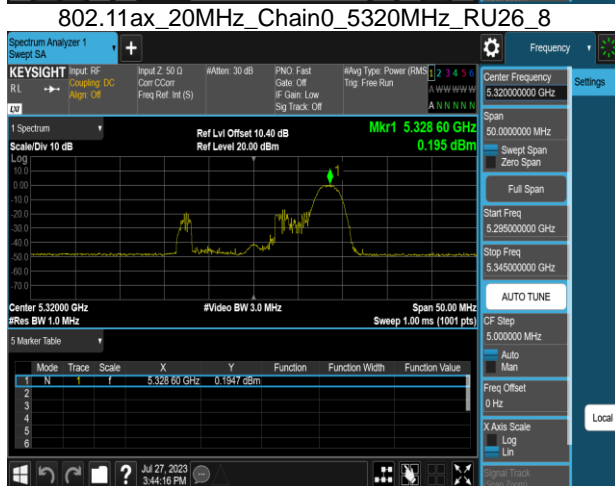 802.11ax_20MHz_Chain0_5320MHz_RU26_8
Spectrum Analyzer 1
Swept SA
Frequency
KEYSIGHT
RL
LXI
Input: RF
Coupling: DC
Align: Off
Input Z: 50 Ω
Corr CCorr
Freq Ref: Int (S)
#Atten: 30 dB
PNO: Fast
Gate: Off
IF Gain: Low
Sig Track: Off
#Avg Type: Power (RMS
Trig: Free Run
1 2 3 4 5 6
A W W W W W
A N N N N N
Center Frequency
5.320000000 GHz
Settings
1 Spectrum
Scale/Div 10 dB
Ref Lvl Offset 10.40 dB
Ref Level 20.00 dBm
Mkr1 5.328 60 GHz
0.195 dBm
Span
50.0000000 MHz
Swept Span
Zero Span
Log
10.0
0.00
-10.0
-20.0
-30.0
-40.0
-50.0
-60.0
-70.0
1
Full Span
Start Freq
5.295000000 GHz
Stop Freq
5.345000000 GHz
AUTO TUNE
Center 5.32000 GHz
#Res BW 1.0 MHz
#Video BW 3.0 MHz
Span 50.00 MHz
Sweep 1.00 ms (1001 pts)
CF Step
5.000000 MHz
Auto
Man
5 Marker Table
Mode Trace Scale X Y Function Function Width Function Value
1 N 1 f 5.328 60 GHz 0.1947 dBm
2
3
4
5
6
Freq Offset
0 Hz
Local
X Axis Scale
Log
Lin
Signal Track
(Span Zoom)
Jul 27, 2023
3:44:16 PM